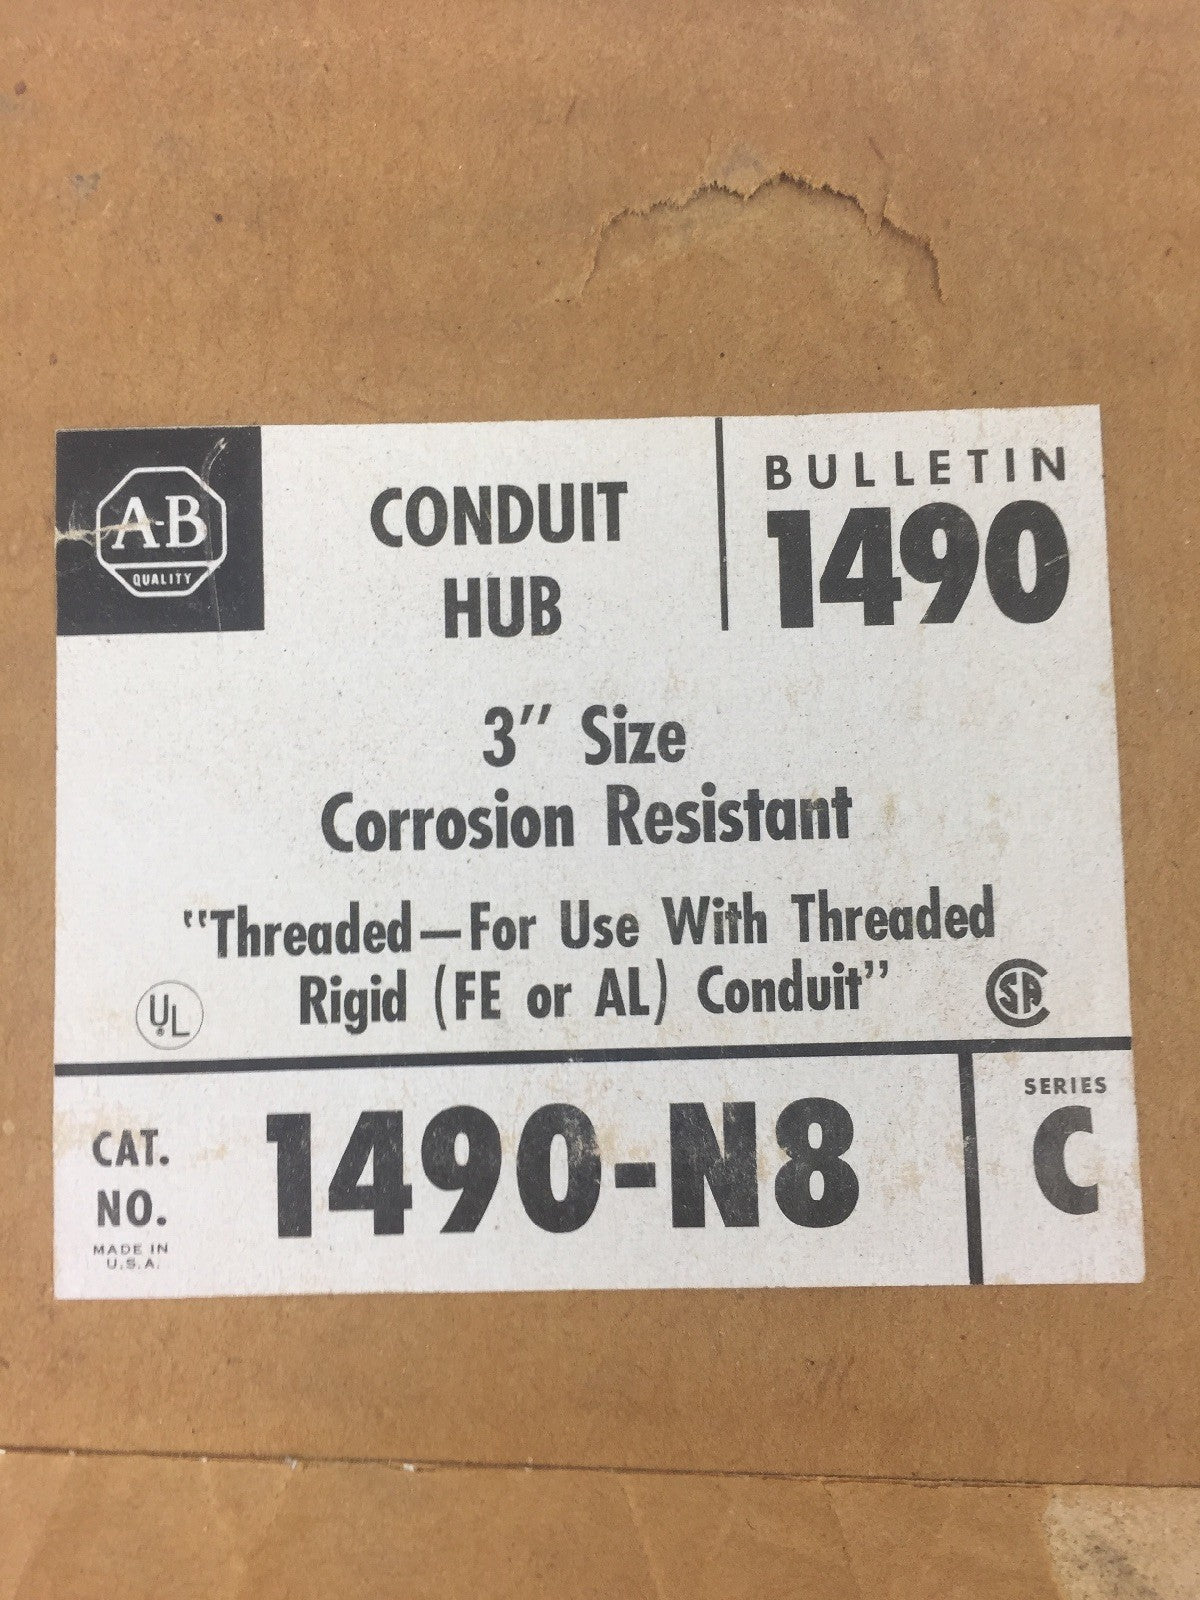 A-B
QUALITY
CONDUIT
HUB
BULLETIN
1490
3" Size
Corrosion Resistant
"Threaded—For Use With Threaded
Rigid (FE or AL) Conduit"
UL
®
CSA
CAT.
NO.
MADE IN
U.S.A.
1490-N8
SERIES
C